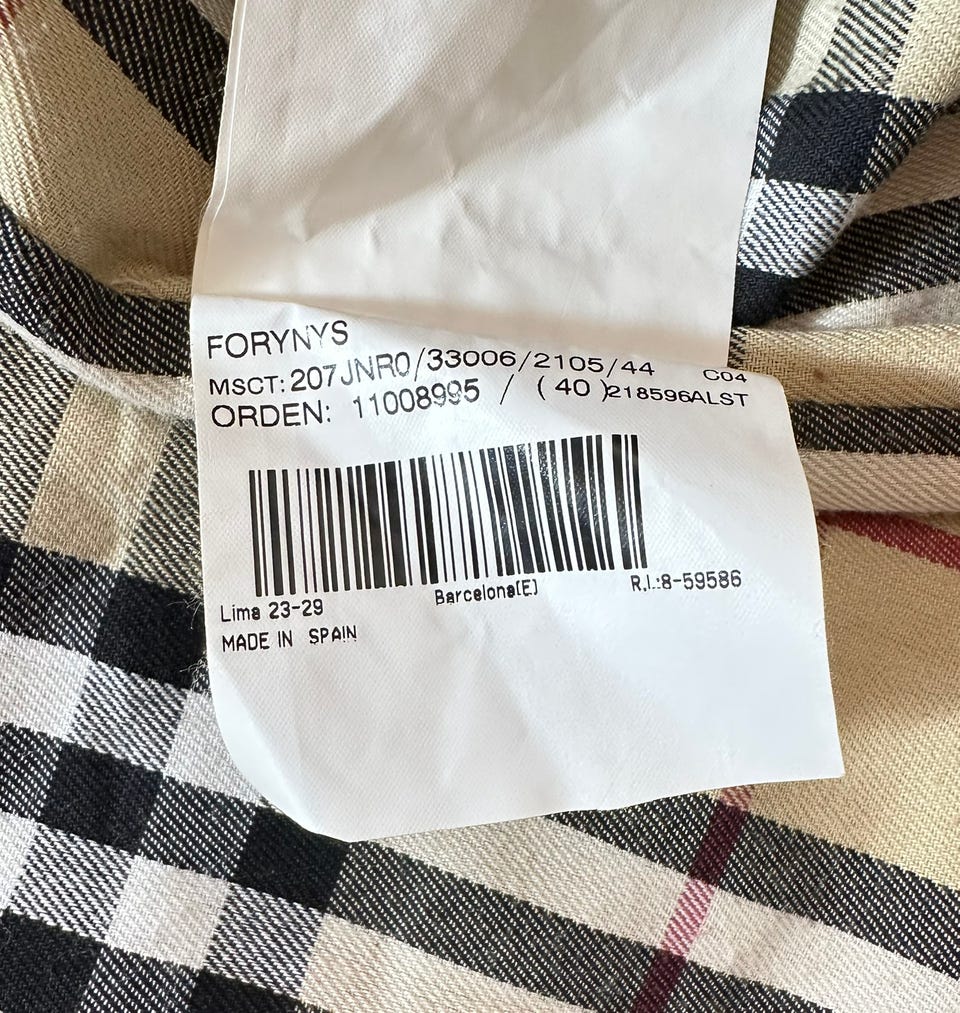 FORYNYS
MSCT: 207JNR0/33006/2105/44 C04
ORDEN: 11008995 / (40)218596ALST
Lima 23-29 Barcelona(E) R.I.:8-59586
MADE IN SPAIN